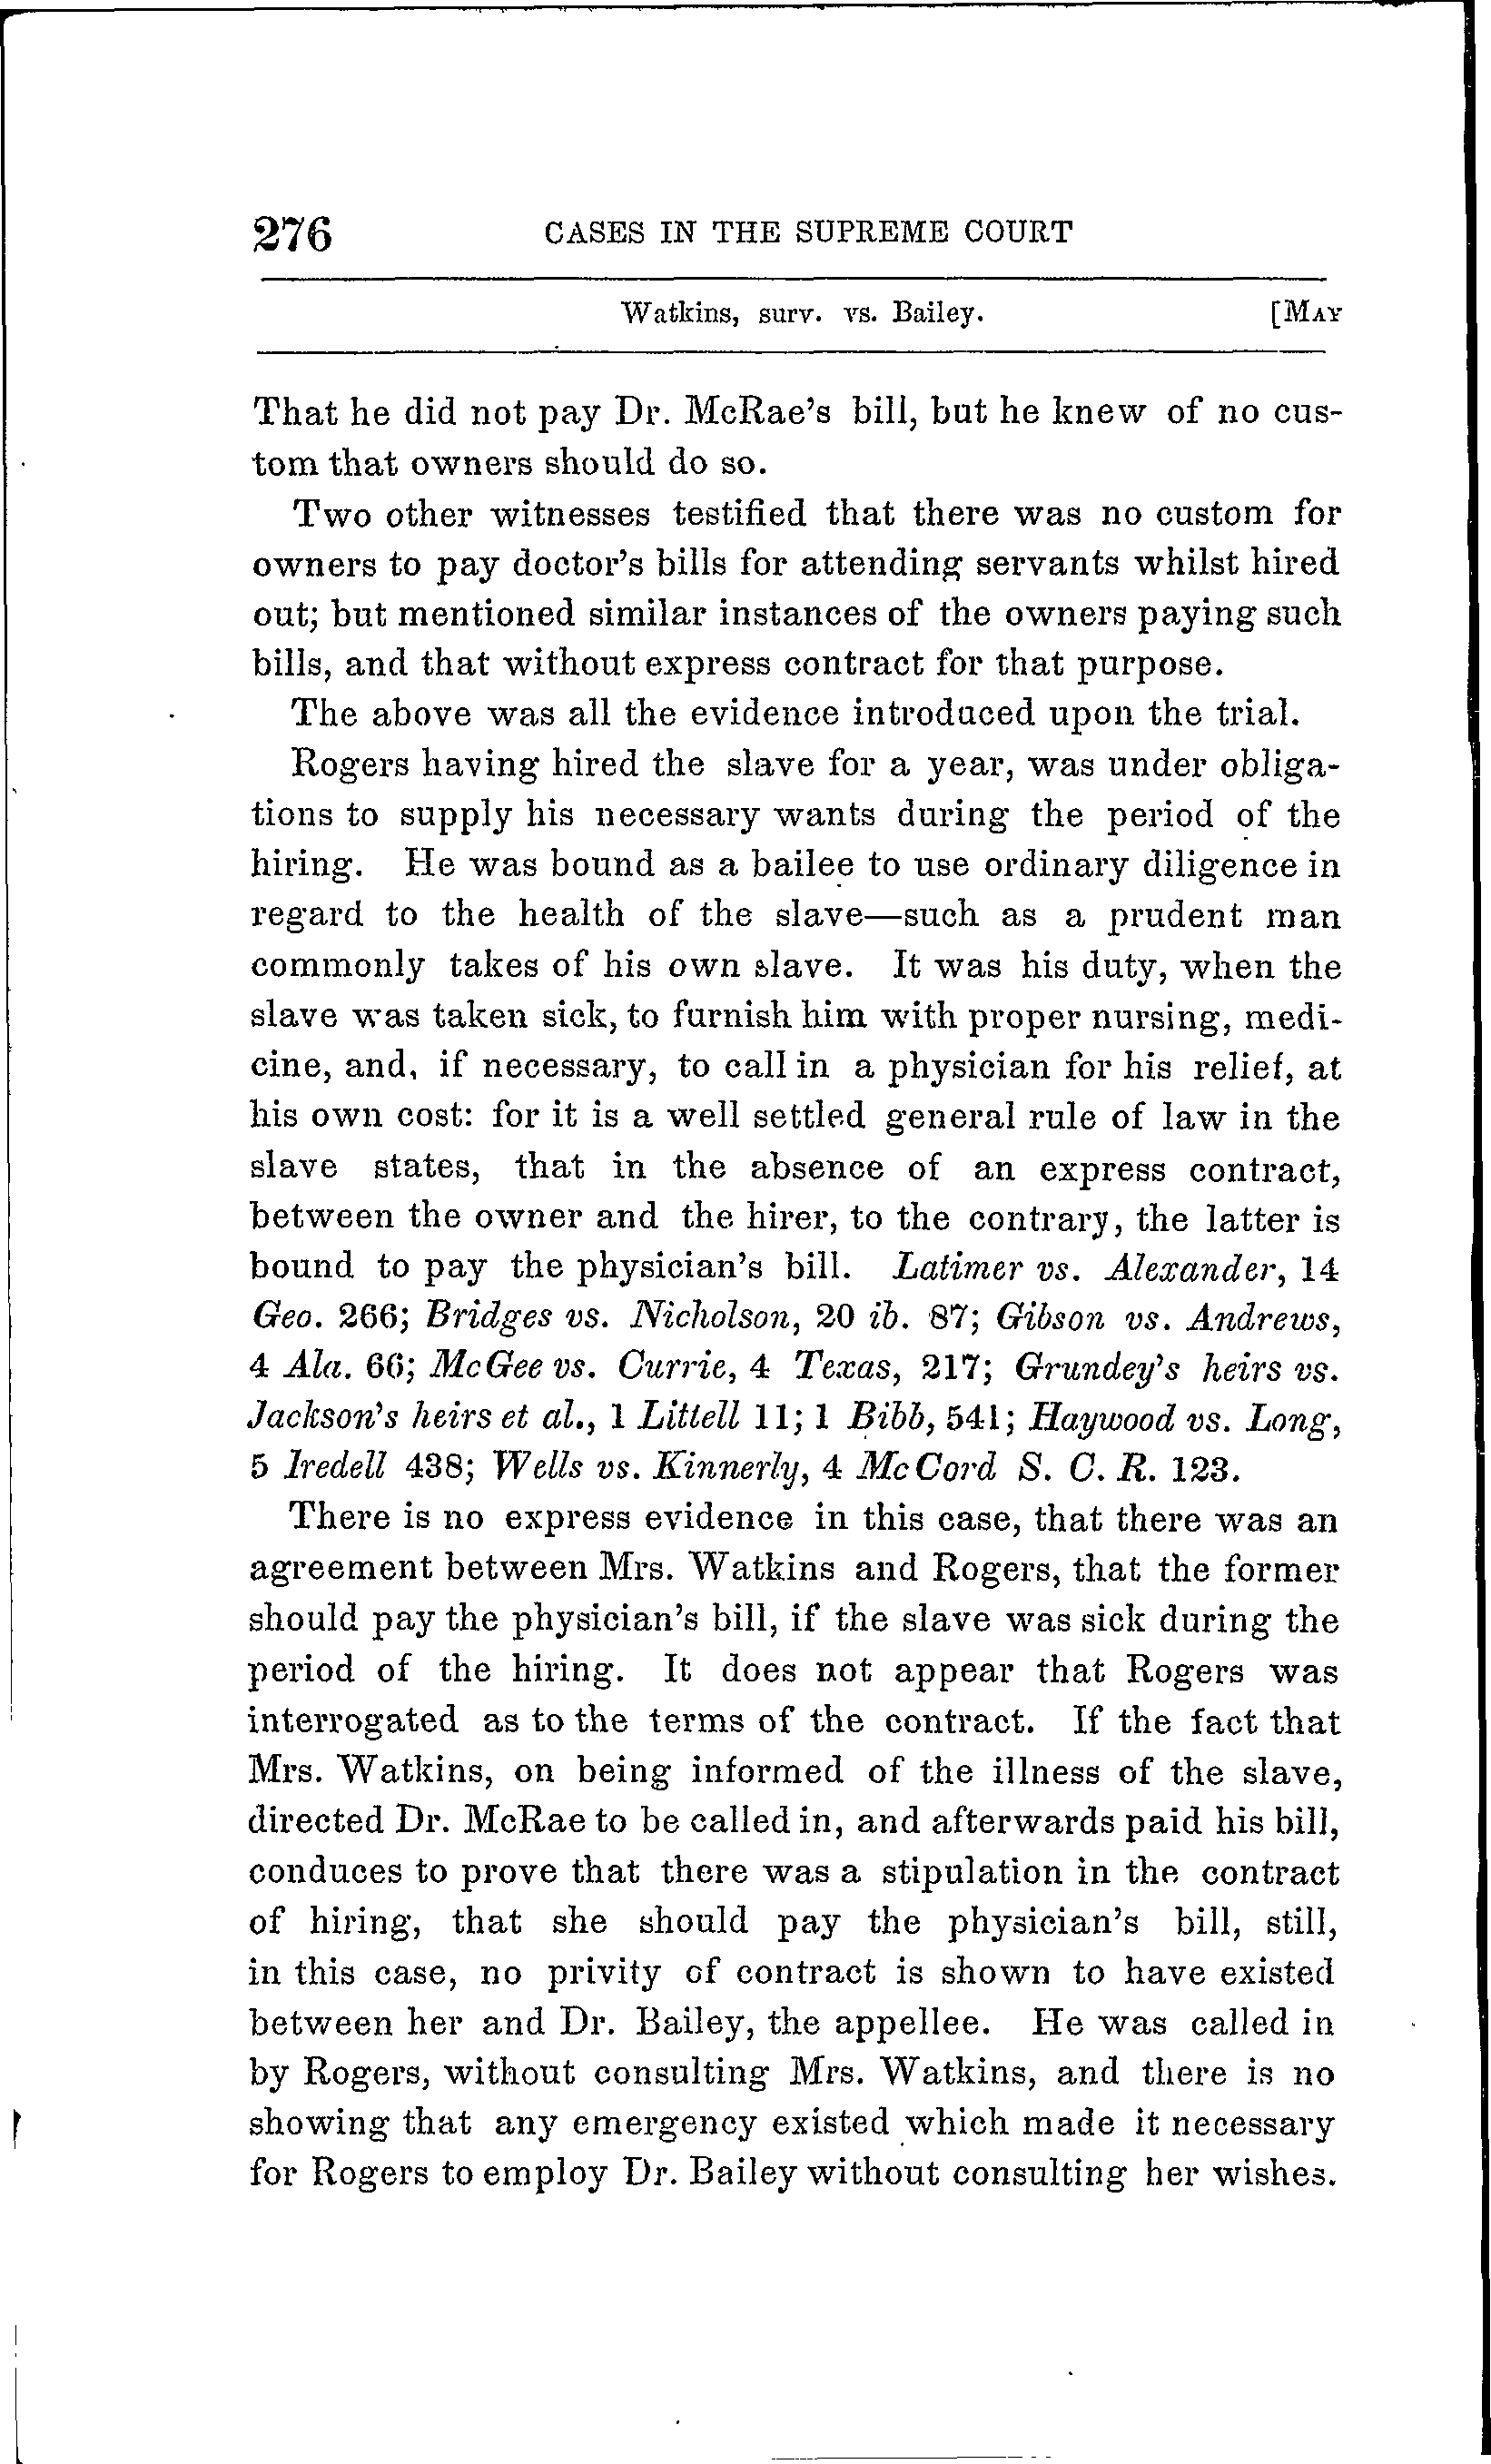 276 CASES IN THE SUPREME COURT
Watkins, surv. vs. Bailey. [MAY
That he did not pay Dr. McRae's bill, but he knew of no cus-
tom that owners should do so.
Two other witnesses testified that there was no custom for
owners to pay doctor's bills for attending servants whilst hired
out; but mentioned similar instances of the owners paying such
bills, and that without express contract for that purpose.
The above was all the evidence introduced upon the trial.
Rogers having hired the slave for a year, was under obliga-
tions to supply his necessary wants during the period of the
hiring. He was bound as a bailee to use ordinary diligence in
regard to the health of the slave—such as a prudent man
commonly takes of his own slave. It was his duty, when the
slave was taken sick, to furnish him with proper nursing, medi-
cine, and, if necessary, to call in a physician for his relief, at
his own cost: for it is a well settled general rule of law in the
slave states, that in the absence of an express contract,
between the owner and the hirer, to the contrary, the latter is
bound to pay the physician's bill. Latimer vs. Alexander, 14
Geo. 266; Bridges vs. Nicholson, 20 ib. 87; Gibson vs. Andrews,
4 Ala. 66; McGee vs. Currie, 4 Texas, 217; Grundey's heirs vs.
Jackson's heirs et al., 1 Littell 11; 1 Bibb, 541; Haywood vs. Long,
5 Iredell 438; Wells vs. Kinnerly, 4 McCord S. C. R. 123.
There is no express evidence in this case, that there was an
agreement between Mrs. Watkins and Rogers, that the former
should pay the physician's bill, if the slave was sick during the
period of the hiring. It does not appear that Rogers was
interrogated as to the terms of the contract. If the fact that
Mrs. Watkins, on being informed of the illness of the slave,
directed Dr. McRae to be called in, and afterwards paid his bill,
conduces to prove that there was a stipulation in the contract
of hiring, that she should pay the physician's bill, still,
in this case, no privity of contract is shown to have existed
between her and Dr. Bailey, the appellee. He was called in
by Rogers, without consulting Mrs. Watkins, and there is no
showing that any emergency existed which made it necessary
for Rogers to employ Dr. Bailey without consulting her wishes.